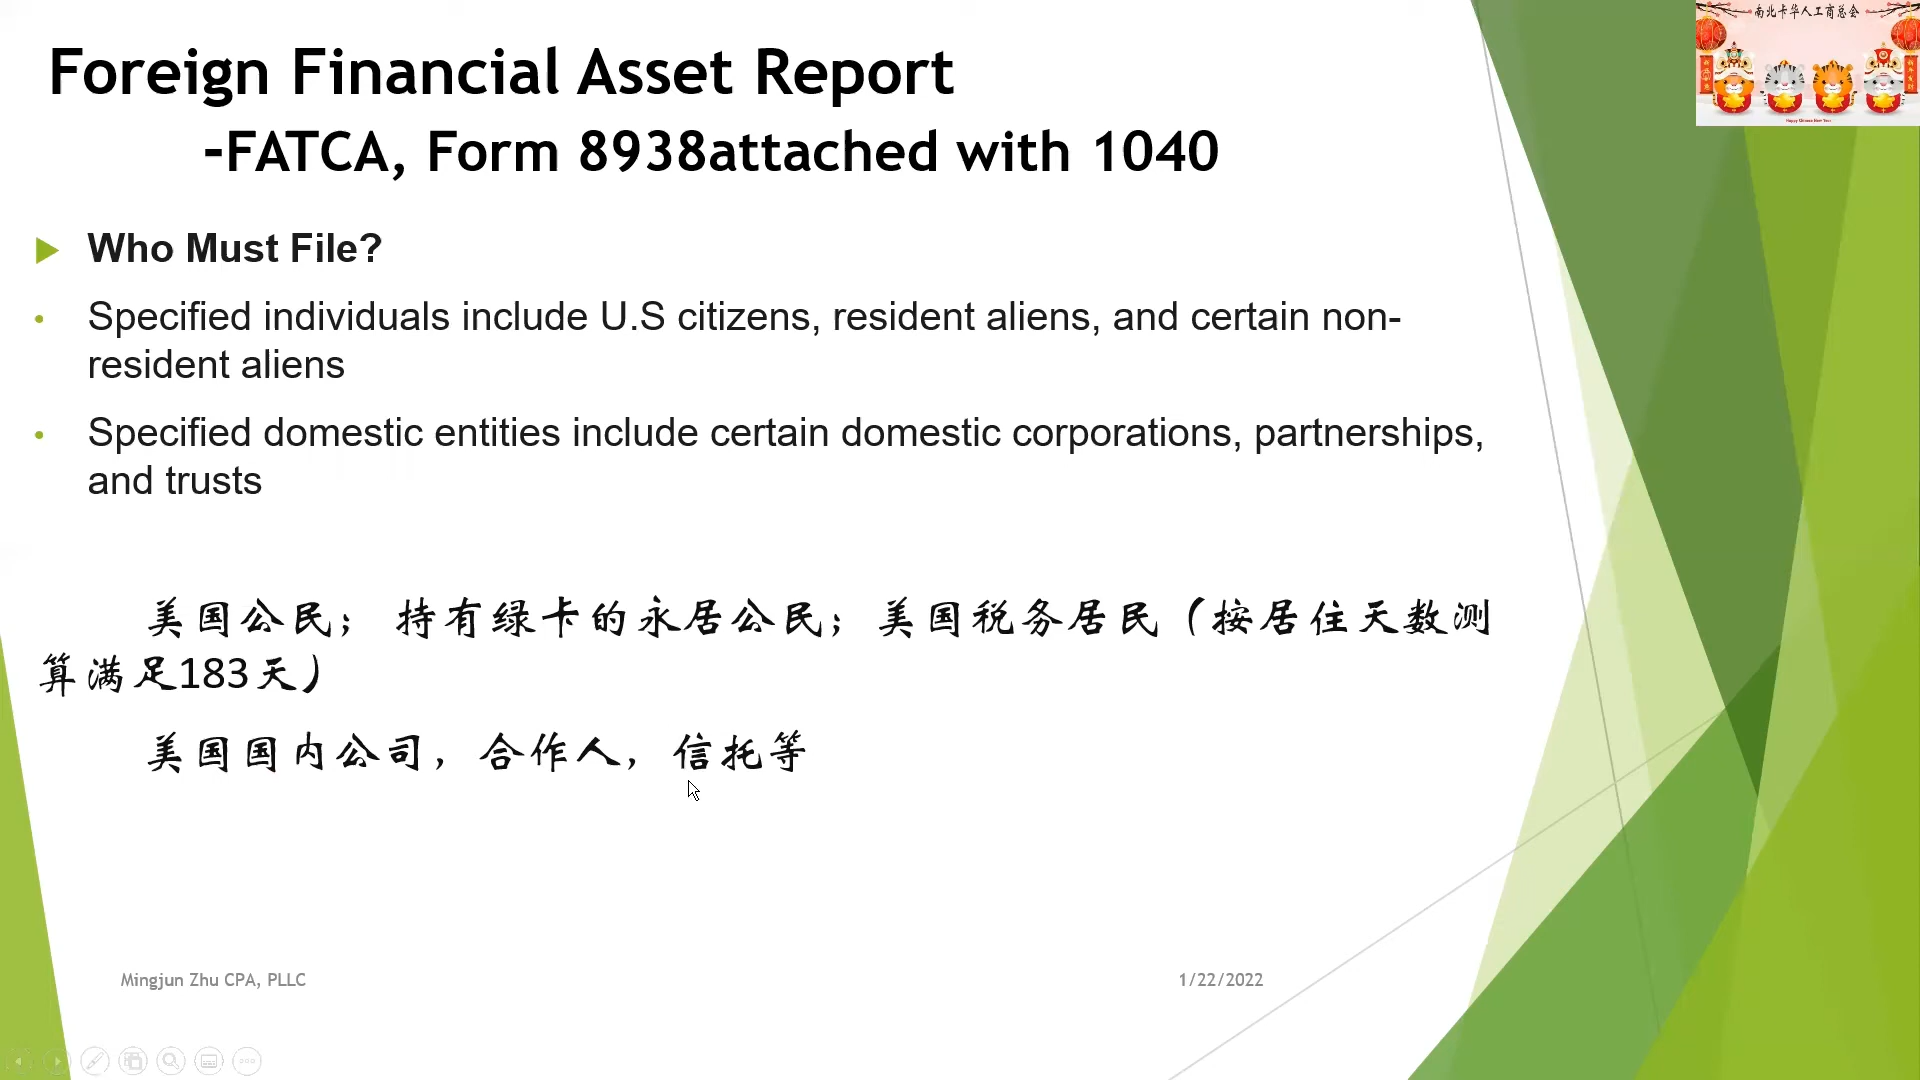 南北卡华人工商总会
Happy Chinese New Year
Foreign Financial Asset Report
-FATCA, Form 8938attached with 1040
Who Must File?
Specified individuals include U.S citizens, resident aliens, and certain non-
resident aliens
Specified domestic entities include certain domestic corporations, partnerships,
and trusts
美国公民； 持有绿卡的永居公民；美国税务居民（按居住天数测
算满足183天）
美国国内公司，合作人，信托等
Mingjun Zhu CPA, PLLC
1/22/2022